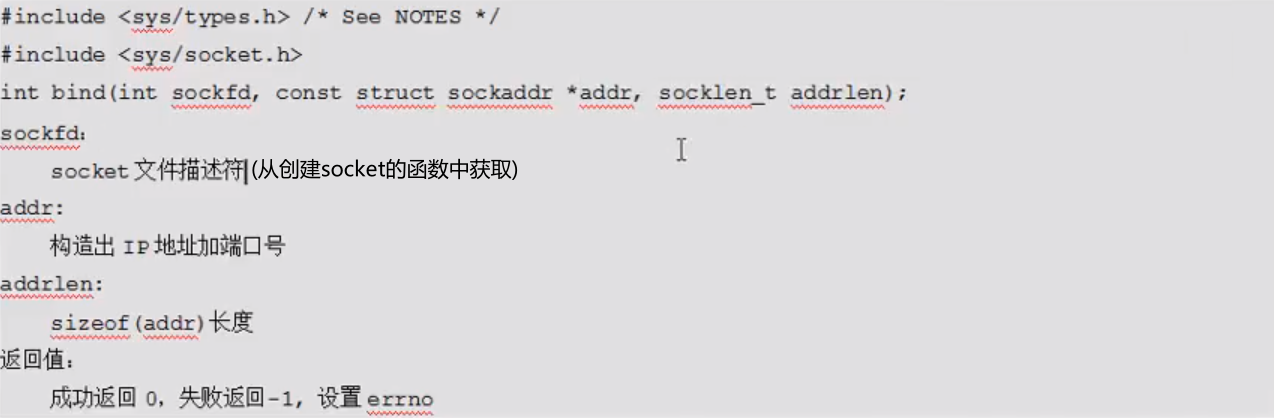 #include <sys/types.h> /* See NOTES */
#include <sys/socket.h>
int bind(int sockfd, const struct sockaddr *addr, socklen_t addrlen);
sockfd:
socket 文件描述符(从创建socket的函数中获取)
addr:
构造出 IP 地址加端口号
addrlen:
sizeof(addr)长度
返回值:
成功返回 0，失败返回-1, 设置 errno